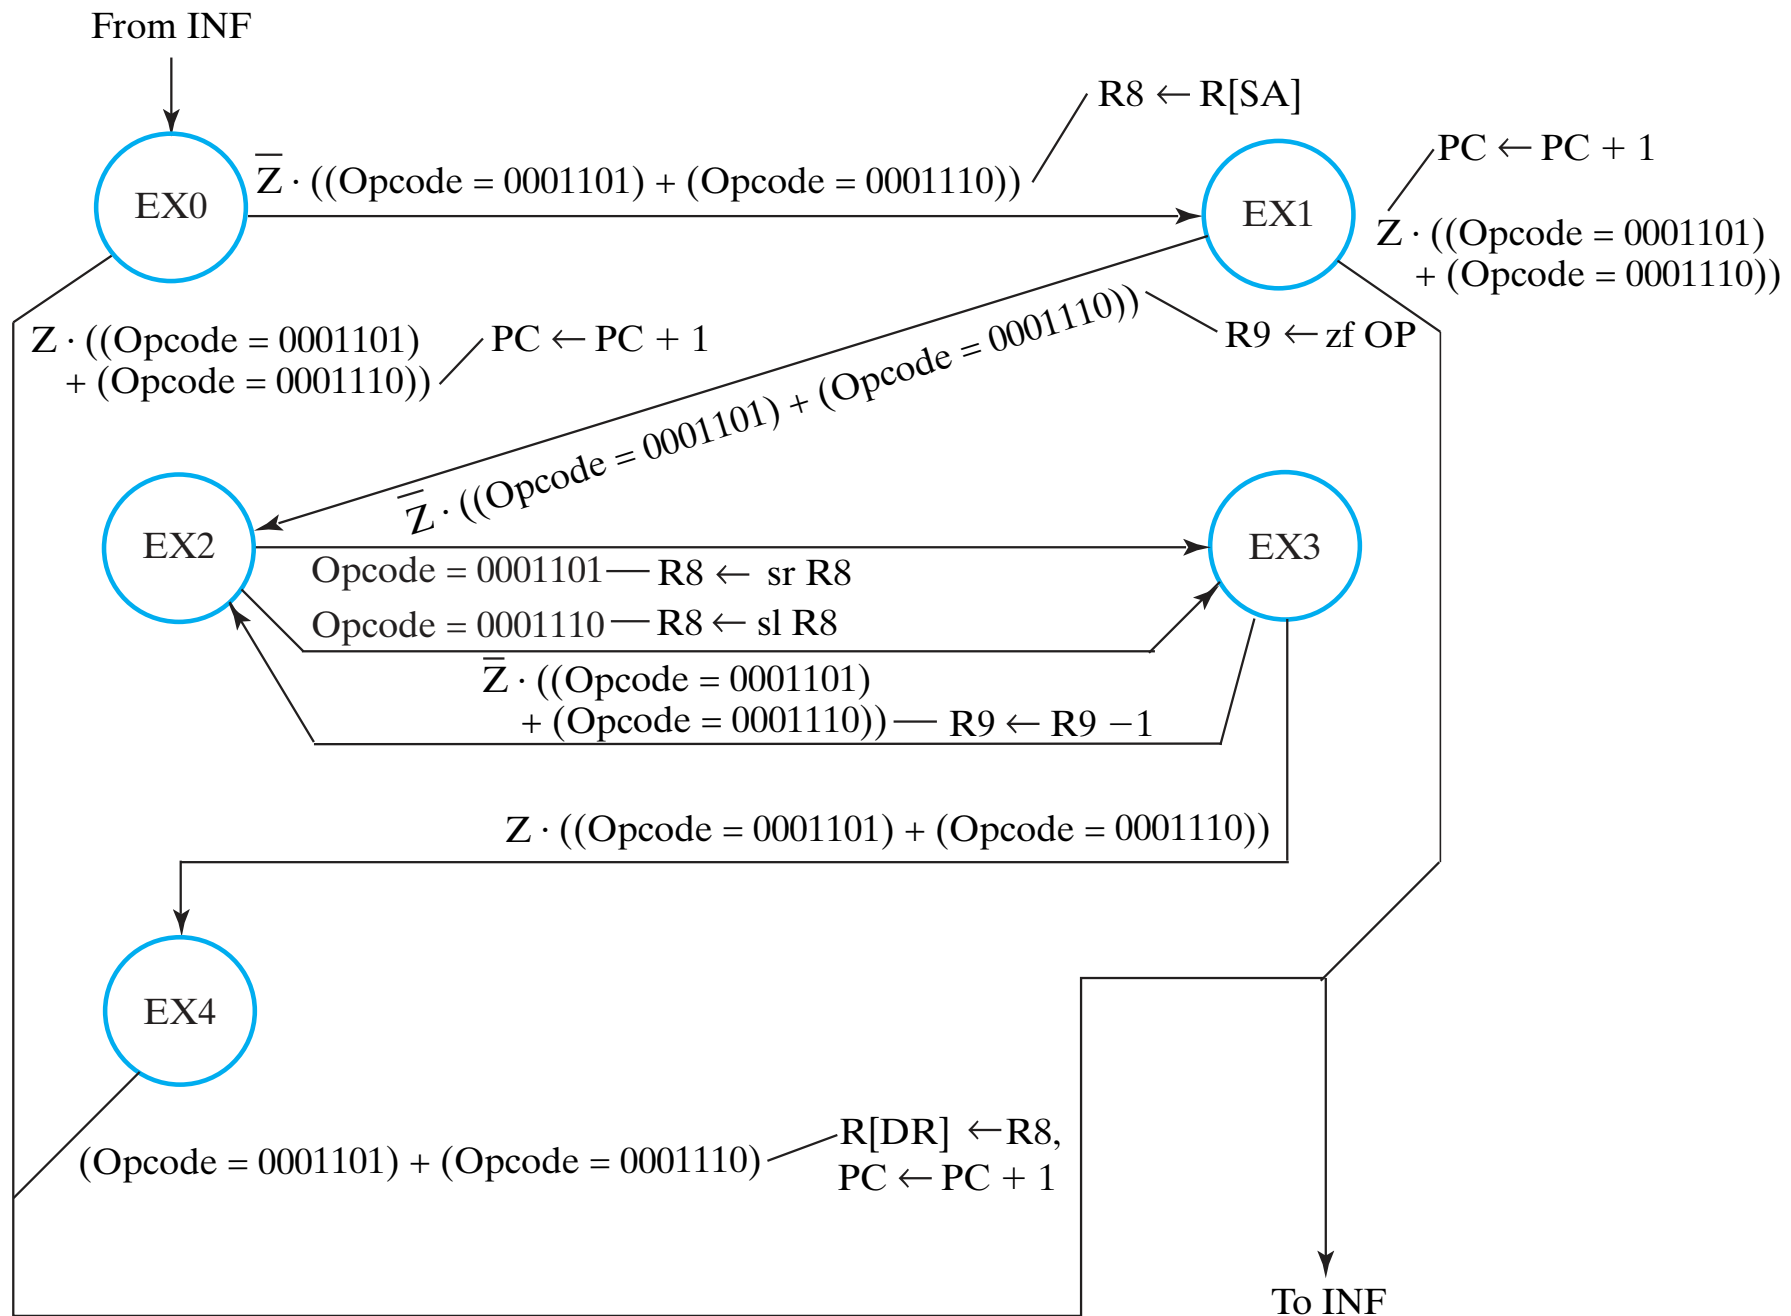 From INF
R8 ← R[SA]
PC ← PC + 1
Z̅ · ((Opcode = 0001101) + (Opcode = 0001110))
EX0
EX1
Z · ((Opcode = 0001101)
+ (Opcode = 0001110))
Z · ((Opcode = 0001101)
+ (Opcode = 0001110))
PC ← PC + 1
R9 ← zf OP
Z̅ · ((Opcode = 0001101) + (Opcode = 0001110))
EX2
EX3
Opcode = 0001101 — R8 ← sr R8
Opcode = 0001110 — R8 ← sl R8
Z̅ · ((Opcode = 0001101)
+ (Opcode = 0001110)) — R9 ← R9 −1
Z · ((Opcode = 0001101) + (Opcode = 0001110))
EX4
(Opcode = 0001101) + (Opcode = 0001110)
R[DR] ← R8,
PC ← PC + 1
To INF